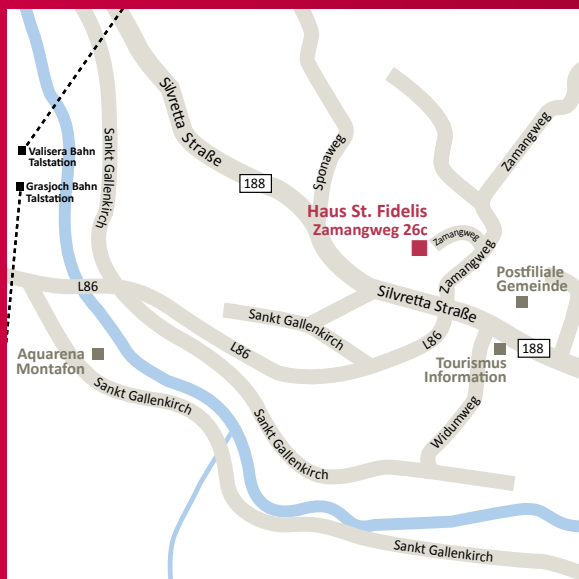 Silvretta Straße
Sankt Gallenkirch
Valisera Bahn
Talstation
Grasjoch Bahn
Talstation
188
Sponaweg
Zamangweg
Haus St. Fidelis
Zamangweg 26c
Zamangweg
Zamangweg
Postfiliale
Gemeinde
L86
Silvretta Straße
Sankt Gallenkirch
L86
L86
188
Tourismus
Information
Aquarena
Montafon
Sankt Gallenkirch
Sankt Gallenkirch
Widumweg
Sankt Gallenkirch